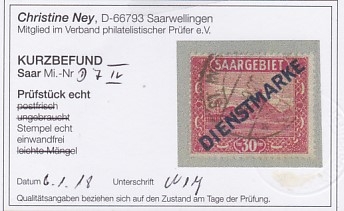 Christine Ney, D-66793 Saarwellingen
Mitglied im Verband philatelistischer Prüfer e.V.
KURZBEFUND
Saar Mi.-Nr D 7 IV
Prüfstück echt
postfrisch
ungebraucht
Stempel echt
einwandfrei
leichte Mängel
SAARGEBIET
DIENSTMARKE
30
Datum 6.1.18 Unterschrift
Qualitätsangaben beziehen sich auf den Zustand am Tage der Prüfung.